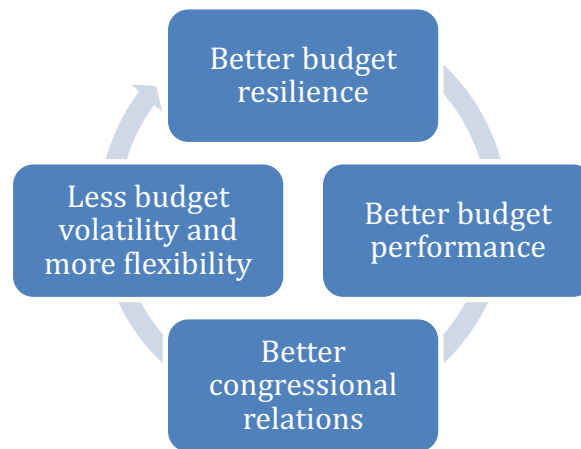 Better budget
resilience
Better budget
performance
Better
congressional
relations
Less budget
volatility and
more flexibility